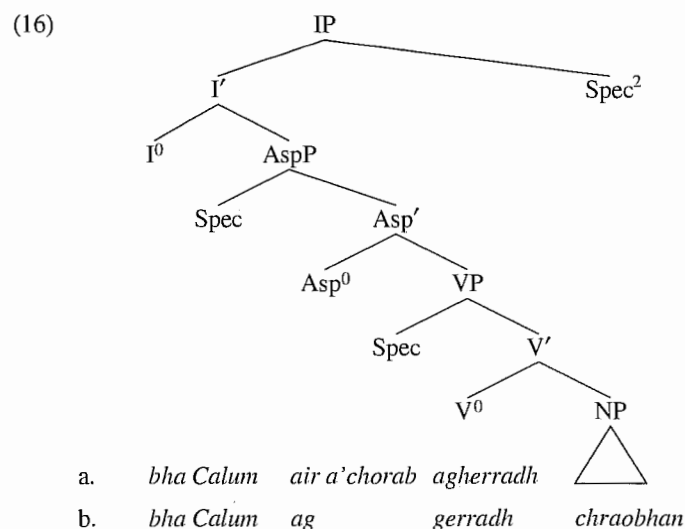 (16) IP
I′ Spec²
I⁰ AspP
Spec Asp′
Asp⁰ VP
Spec V′
V⁰ NP
a. bha Calum air a'chorab agherradh
b. bha Calum ag gerradh chraobhan